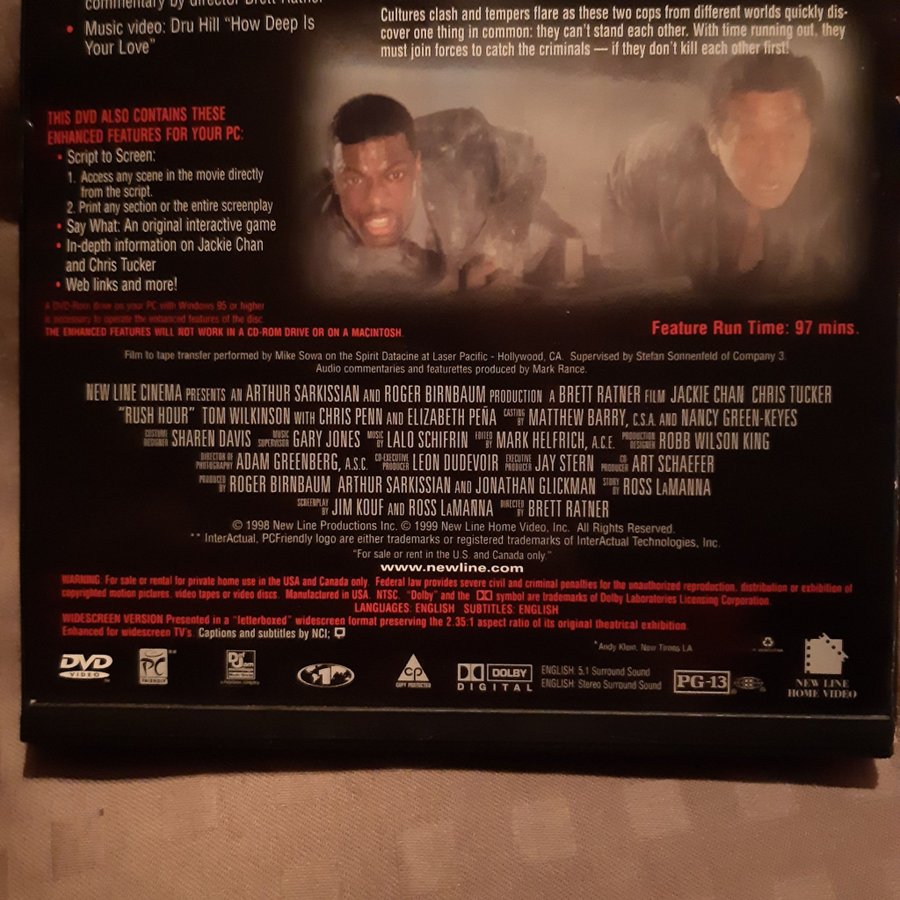 commentary by director Brett Ratner
• Music video: Dru Hill "How Deep Is
Your Love"
Cultures clash and tempers flare as these two cops from different worlds quickly dis-
cover one thing in common: they can't stand each other. With time running out, they
must join forces to catch the criminals — if they don't kill each other first!
THIS DVD ALSO CONTAINS THESE
ENHANCED FEATURES FOR YOUR PC:
• Script to Screen:
1. Access any scene in the movie directly
from the script.
2. Print any section or the entire screenplay
• Say What: An original interactive game
• In-depth information on Jackie Chan
and Chris Tucker
• Web links and more!
A DVD-Rom drive on your PC with Windows 95 or higher
is necessary to operate the enhanced features of the disc.
THE ENHANCED FEATURES WILL NOT WORK IN A CD-ROM DRIVE OR ON A MACINTOSH.
Feature Run Time: 97 mins.
Film to tape transfer performed by Mike Sowa on the Spirit Datacine at Laser Pacific - Hollywood, CA. Supervised by Stefan Sonnenfeld of Company 3.
Audio commentaries and featurettes produced by Mark Rance.
NEW LINE CINEMA PRESENTS AN ARTHUR SARKISSIAN AND ROGER BIRNBAUM PRODUCTION A BRETT RATNER FILM JACKIE CHAN CHRIS TUCKER
"RUSH HOUR" TOM WILKINSON WITH CHRIS PENN AND ELIZABETH PEÑA CASTING BY MATTHEW BARRY, C.S.A. AND NANCY GREEN-KEYES
COSTUME DESIGNER SHAREN DAVIS MUSIC SUPERVISOR GARY JONES MUSIC BY LALO SCHIFRIN EDITED BY MARK HELFRICH, A.C.E. PRODUCTION DESIGNER ROBB WILSON KING
DIRECTOR OF PHOTOGRAPHY ADAM GREENBERG, A.S.C. CO-EXECUTIVE PRODUCER LEON DUDEVOIR EXECUTIVE PRODUCER JAY STERN CO-PRODUCER ART SCHAEFER
PRODUCED BY ROGER BIRNBAUM ARTHUR SARKISSIAN AND JONATHAN GLICKMAN STORY BY ROSS LaMANNA
SCREENPLAY BY JIM KOUF AND ROSS LaMANNA DIRECTED BY BRETT RATNER
© 1998 New Line Productions Inc. © 1999 New Line Home Video, Inc. All Rights Reserved.
** InterActual, PCFriendly logo are either trademarks or registered trademarks of InterActual Technologies, Inc.
"For sale or rent in the U.S. and Canada only."
www.newline.com
WARNING: For sale or rental for private home use in the USA and Canada only. Federal law provides severe civil and criminal penalties for the unauthorized reproduction, distribution or exhibition of
copyrighted motion pictures, video tapes or video discs. Manufactured in USA. NTSC. "Dolby" and the symbol are trademarks of Dolby Laboratories Licensing Corporation.
LANGUAGES: ENGLISH SUBTITLES: ENGLISH
WIDESCREEN VERSION Presented in a "letterboxed" widescreen format preserving the 2.35:1 aspect ratio of its original theatrical exhibition.
Enhanced for widescreen TV's. Captions and subtitles by NCI;
*Andy Klein, New Times LA
DVD
VIDEO
PC
FRIENDLY
**
Def Jam
1
CP
COPY PROTECTED
DOLBY
DIGITAL
ENGLISH: 5.1 Surround Sound
ENGLISH: Stereo Surround Sound
PG-13
NEW LINE
HOME VIDEO